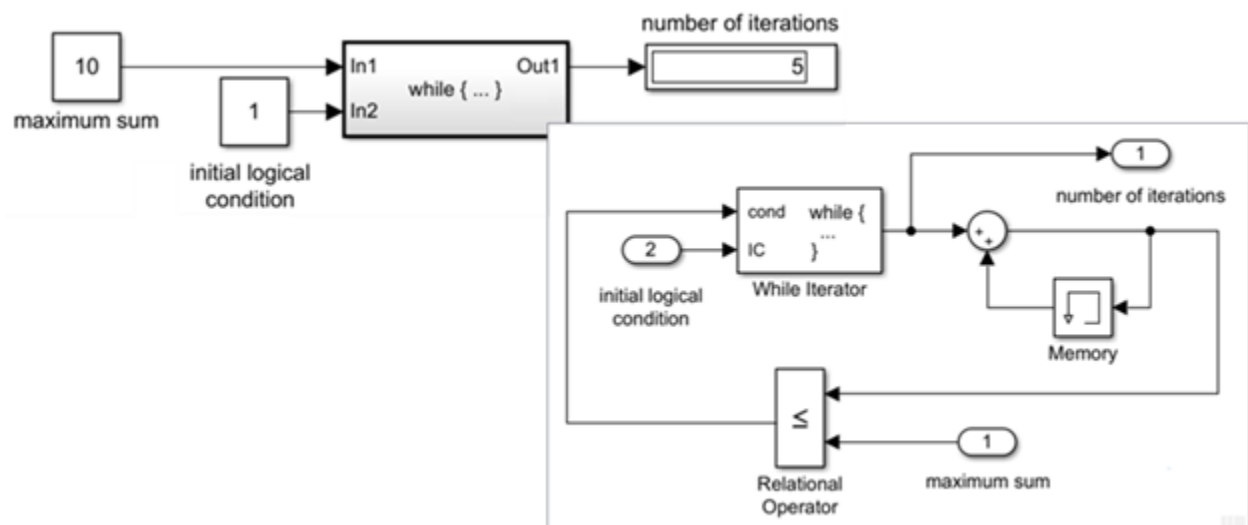 number of iterations
10
In1
Out1
5
while { ... }
1
In2
maximum sum
initial logical
condition
1
number of iterations
cond
while {
...
}
IC
+
+
2
While Iterator
initial logical
condition
Memory
≤
1
Relational
Operator
maximum sum